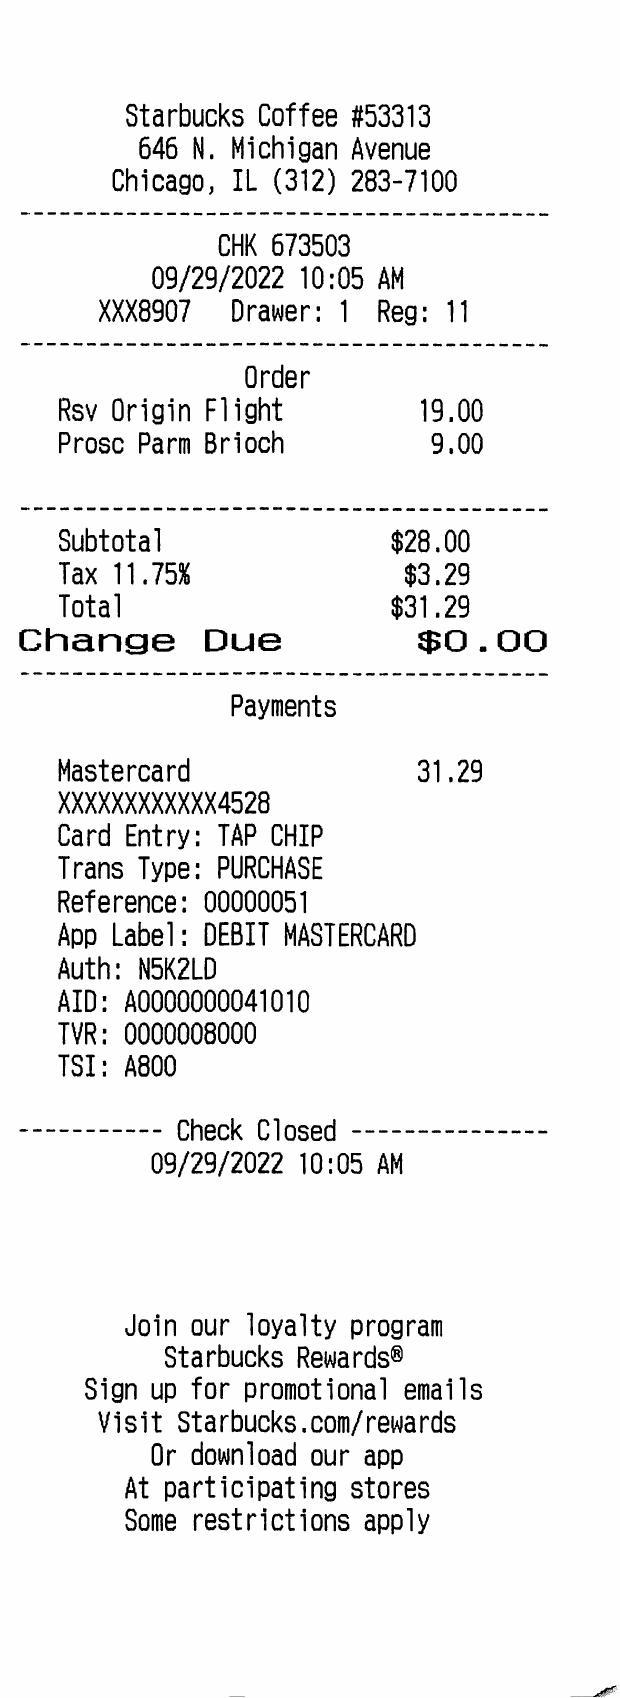 Starbucks Coffee #53313
646 N. Michigan Avenue
Chicago, IL (312) 283-7100
----------------------------------------
CHK 673503
09/29/2022 10:05 AM
XXX8907 Drawer: 1 Reg: 11
----------------------------------------
Order
Rsv Origin Flight 19.00
Prosc Parm Brioch 9.00
----------------------------------------
Subtotal $28.00
Tax 11.75% $3.29
Total $31.29
Change Due $0.00
----------------------------------------
Payments
Mastercard 31.29
XXXXXXXXXXXX4528
Card Entry: TAP CHIP
Trans Type: PURCHASE
Reference: 00000051
App Label: DEBIT MASTERCARD
Auth: N5K2LD
AID: A0000000041010
TVR: 0000008000
TSI: A800
----------- Check Closed ---------------
09/29/2022 10:05 AM
Join our loyalty program
Starbucks Rewards®
Sign up for promotional emails
Visit Starbucks.com/rewards
Or download our app
At participating stores
Some restrictions apply